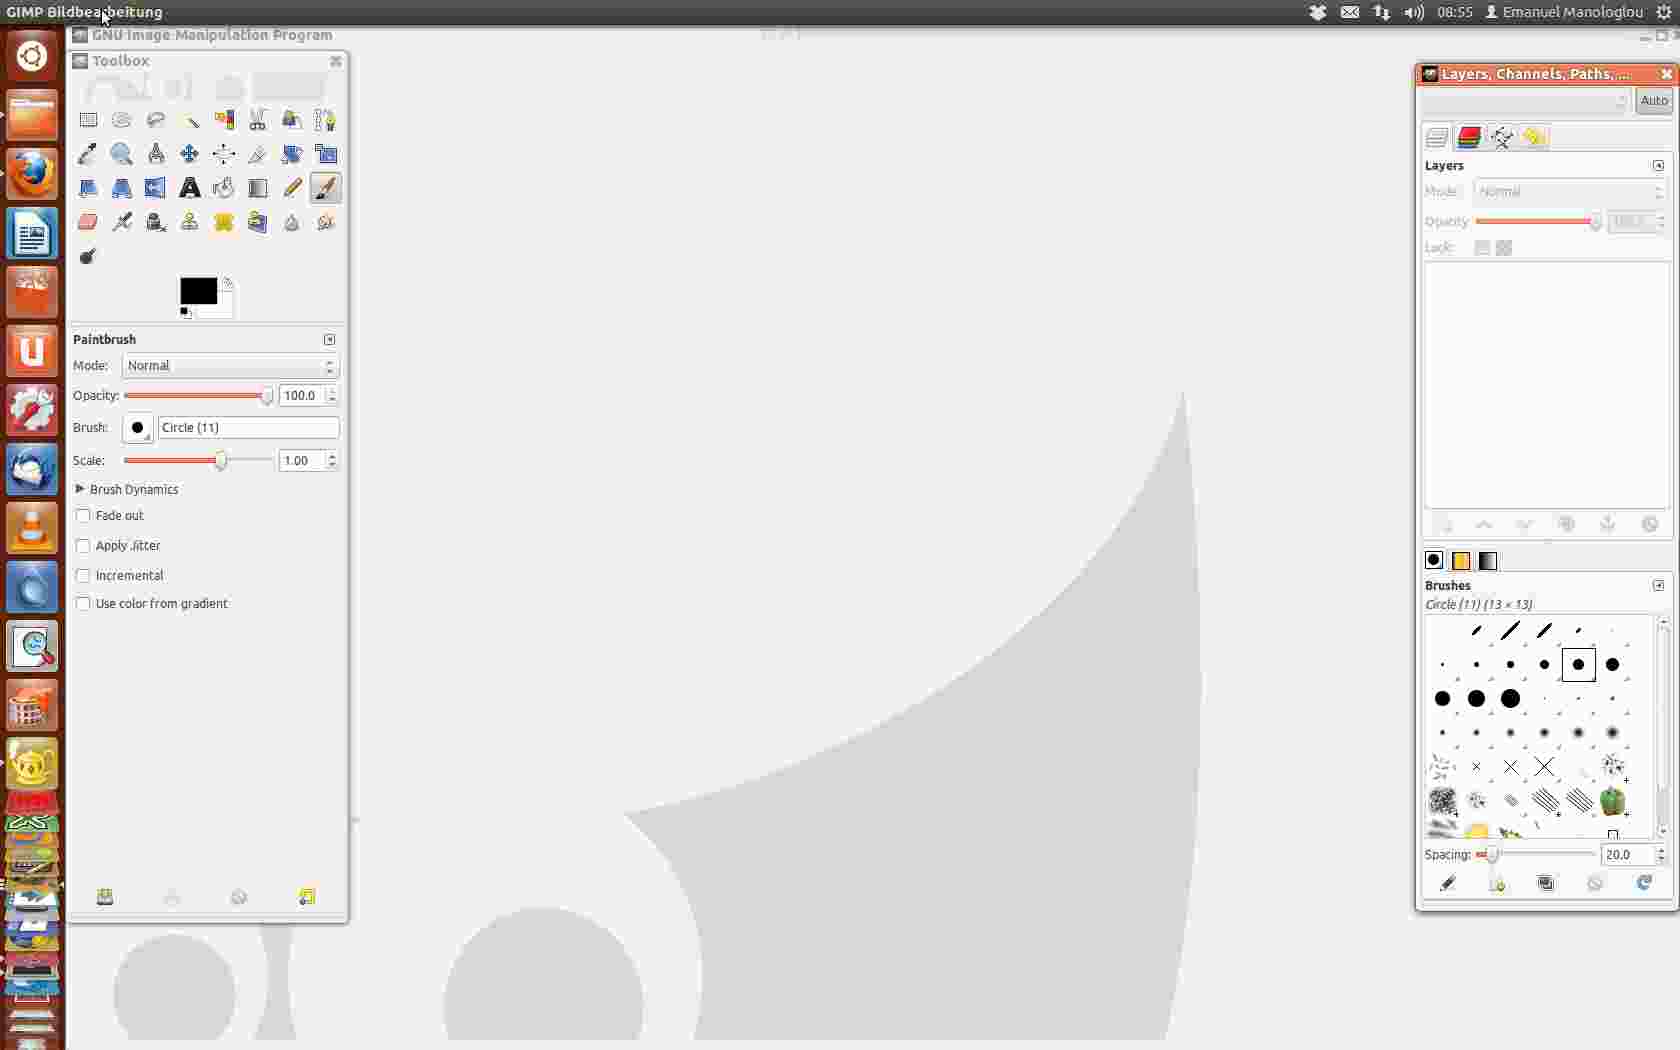 GIMP Bildbearbeitung
08:55 Emanuel Manologlou
GNU Image Manipulation Program
Toolbox
Paintbrush
Mode: Normal
Opacity: 100.0
Brush: Circle (11)
Scale: 1.00
Brush Dynamics
Fade out
Apply Jitter
Incremental
Use color from gradient
Layers, Channels, Paths, ...
Auto
Layers
Mode: Normal
Opacity 100.0
Lock:
Brushes
Circle (11) (13 × 13)
Spacing: 20.0